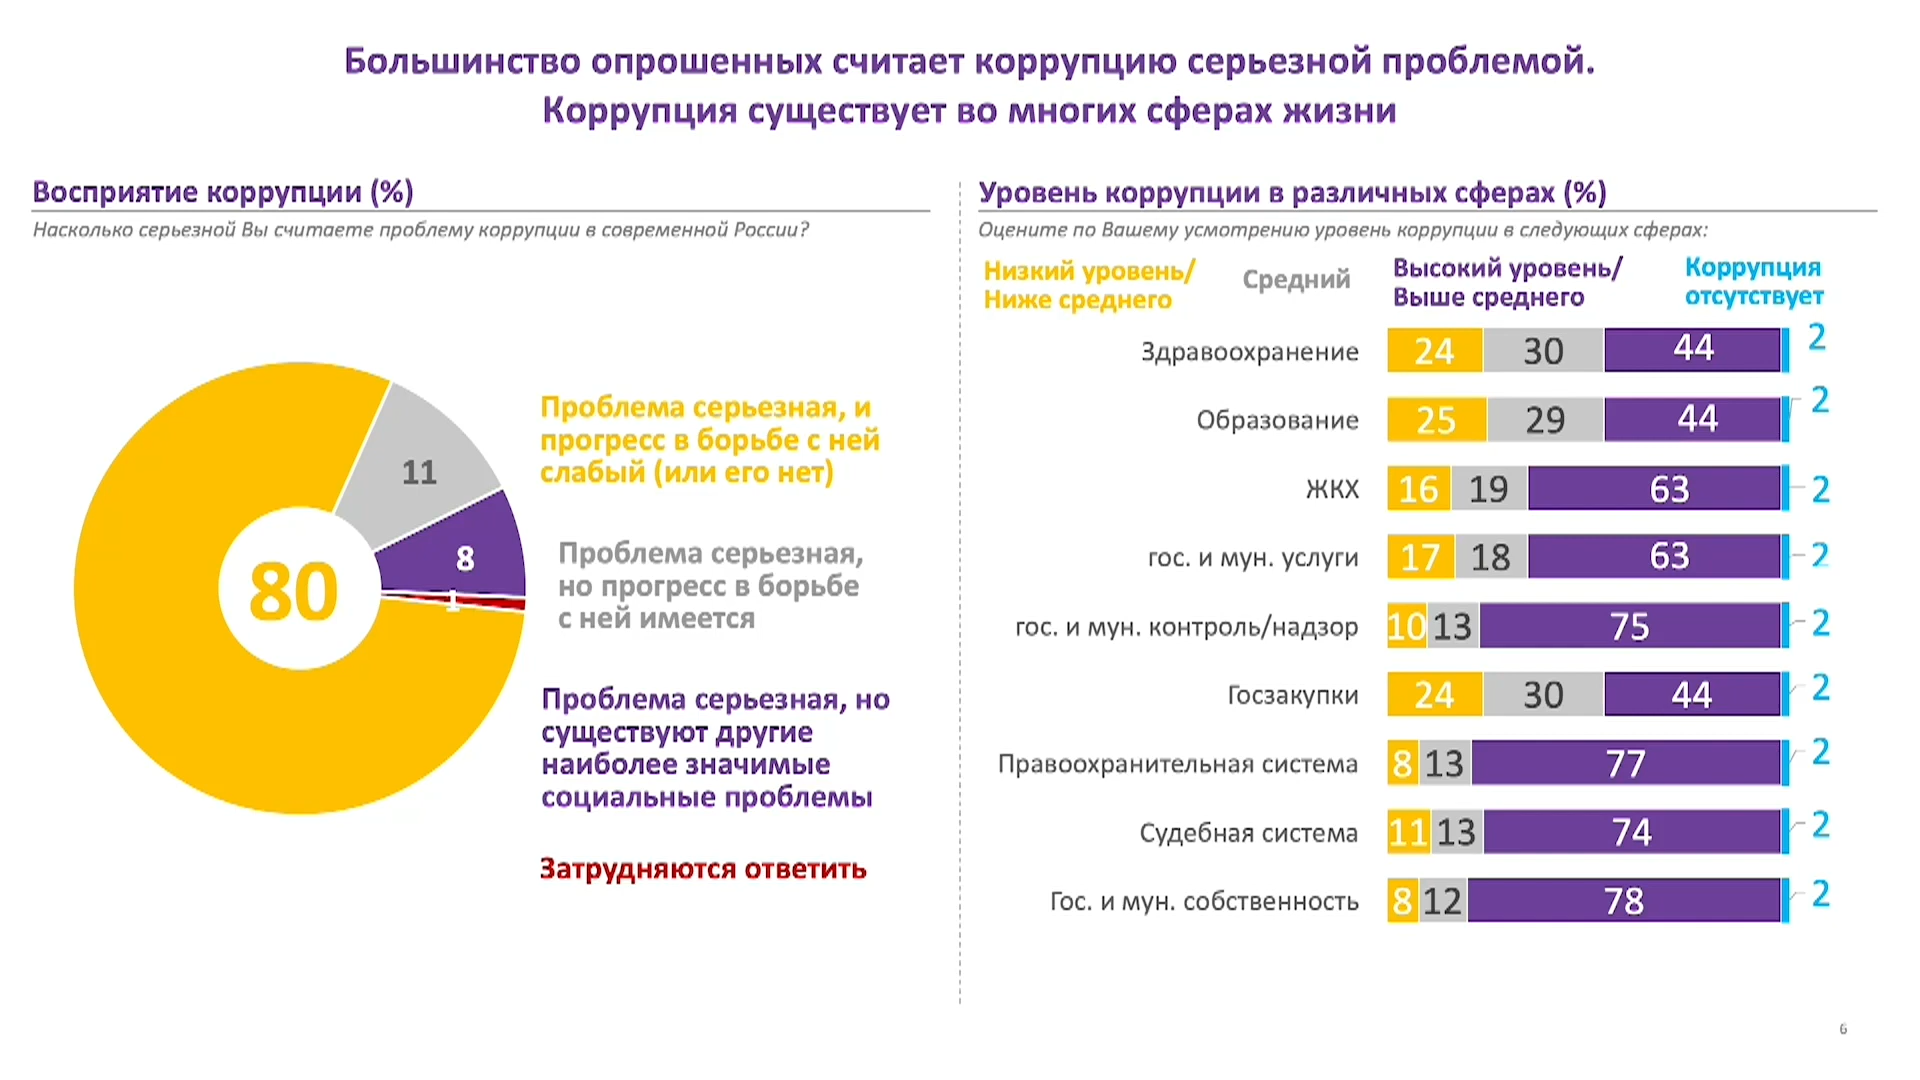 Большинство опрошенных считает коррупцию серьезной проблемой.
Коррупция существует во многих сферах жизни
Восприятие коррупции (%)
Насколько серьезной Вы считаете проблему коррупции в современной России?
80
11
8
1
Проблема серьезная, и
прогресс в борьбе с ней
слабый (или его нет)
Проблема серьезная,
но прогресс в борьбе
с ней имеется
Проблема серьезная, но
существуют другие
наиболее значимые
социальные проблемы
Затрудняются ответить
Уровень коррупции в различных сферах (%)
Оцените по Вашему усмотрению уровень коррупции в следующих сферах:
Низкий уровень/
Ниже среднего
Средний
Высокий уровень/
Выше среднего
Коррупция
отсутствует
Здравоохранение 24 30 44 2
Образование 25 29 44 2
ЖКХ 16 19 63 2
гос. и мун. услуги 17 18 63 2
гос. и мун. контроль/надзор 10 13 75 2
Госзакупки 24 30 44 2
Правоохранительная система 8 13 77 2
Судебная система 11 13 74 2
Гос. и мун. собственность 8 12 78 2
6